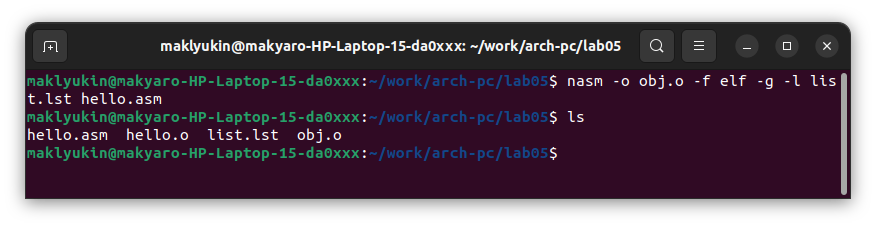 maklyukin@makyaro-HP-Laptop-15-da0xxx: ~/work/arch-pc/lab05
maklyukin@makyaro-HP-Laptop-15-da0xxx:~/work/arch-pc/lab05$ nasm -o obj.o -f elf -g -l lis
t.lst hello.asm
maklyukin@makyaro-HP-Laptop-15-da0xxx:~/work/arch-pc/lab05$ ls
hello.asm  hello.o  list.lst  obj.o
maklyukin@makyaro-HP-Laptop-15-da0xxx:~/work/arch-pc/lab05$